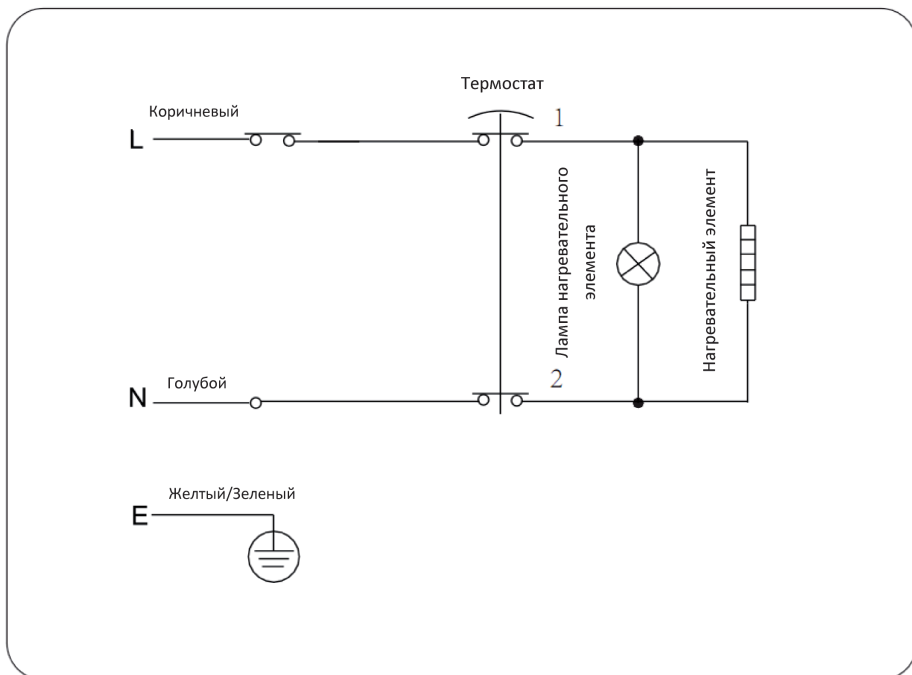 Термостат
Коричневый
1
L
Лампа нагревательного
элемента
Нагревательный элемент
2
Голубой
N
Желтый/Зеленый
E